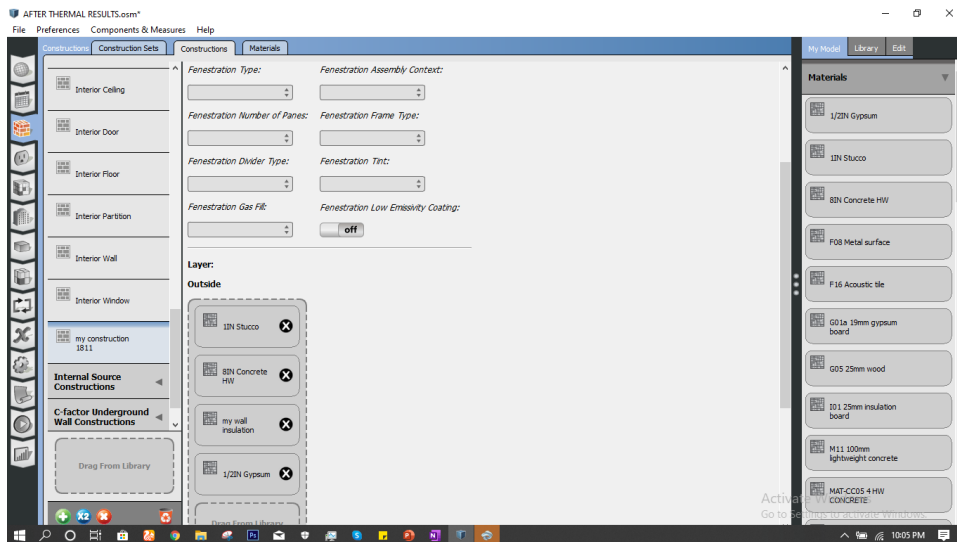 AFTER THERMAL RESULTS.osm*
File Preferences Components & Measures Help
Constructions
Construction Sets
Constructions
Materials
My Model
Library
Edit
Interior Ceiling
Interior Door
Interior Floor
Interior Partition
Interior Wall
Interior Window
my construction
1811
Internal Source
Constructions
C-factor Underground
Wall Constructions
Drag From Library
X2
Fenestration Type:
Fenestration Assembly Context:
Fenestration Number of Panes:
Fenestration Frame Type:
Fenestration Divider Type:
Fenestration Tint:
Fenestration Gas Fill:
Fenestration Low Emissivity Coating:
off
Layer:
Outside
1IN Stucco
8IN Concrete
HW
my wall
insulation
1/2IN Gypsum
Drag From Library
Materials
1/2IN Gypsum
1IN Stucco
8IN Concrete HW
F08 Metal surface
F16 Acoustic tile
G01a 19mm gypsum
board
G05 25mm wood
I01 25mm insulation
board
M11 100mm
lightweight concrete
MAT-CC05 4 HW
CONCRETE
Go to Settings to activate Windows.
10:05 PM